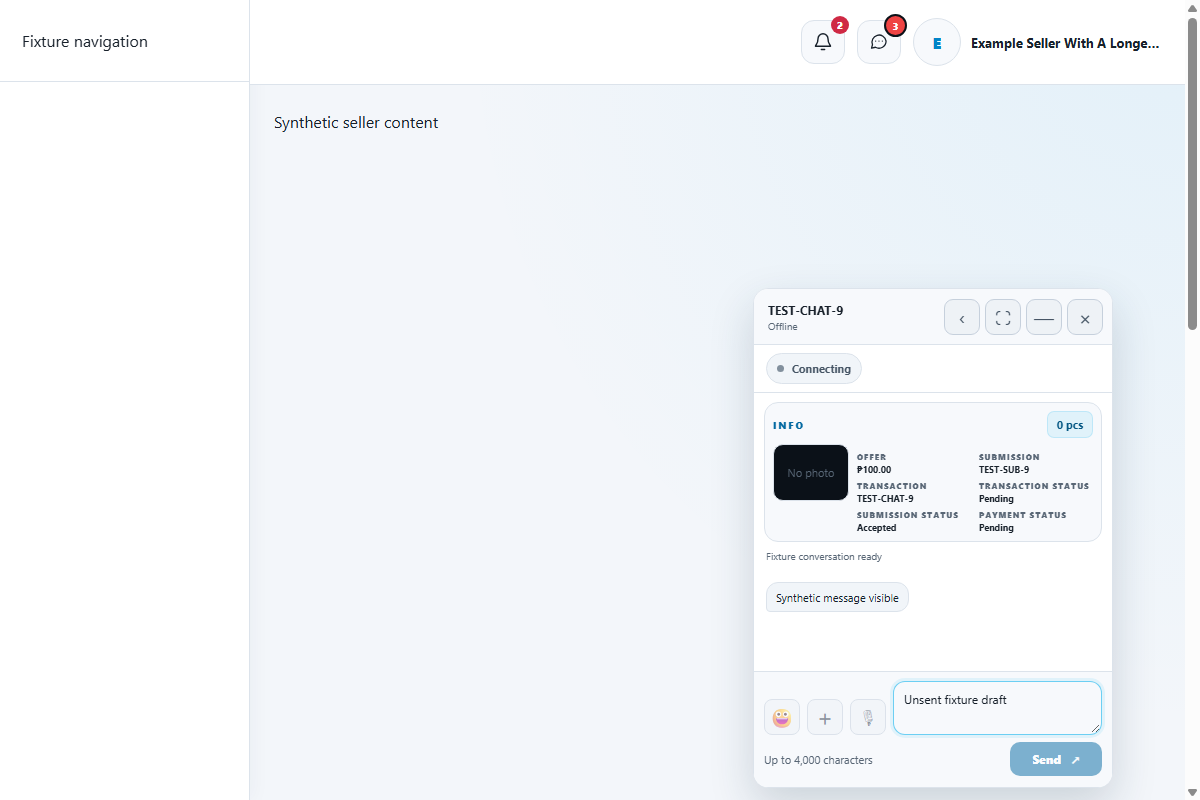 Fixture navigation
2
3
E
Example Seller With A Longe...
Synthetic seller content
TEST-CHAT-9
Offline
Connecting
INFO
0 pcs
No photo
OFFER
₱100.00
SUBMISSION
TEST-SUB-9
TRANSACTION
TEST-CHAT-9
TRANSACTION STATUS
Pending
SUBMISSION STATUS
Accepted
PAYMENT STATUS
Pending
Fixture conversation ready
Synthetic message visible
Unsent fixture draft
Up to 4,000 characters
Send ↗